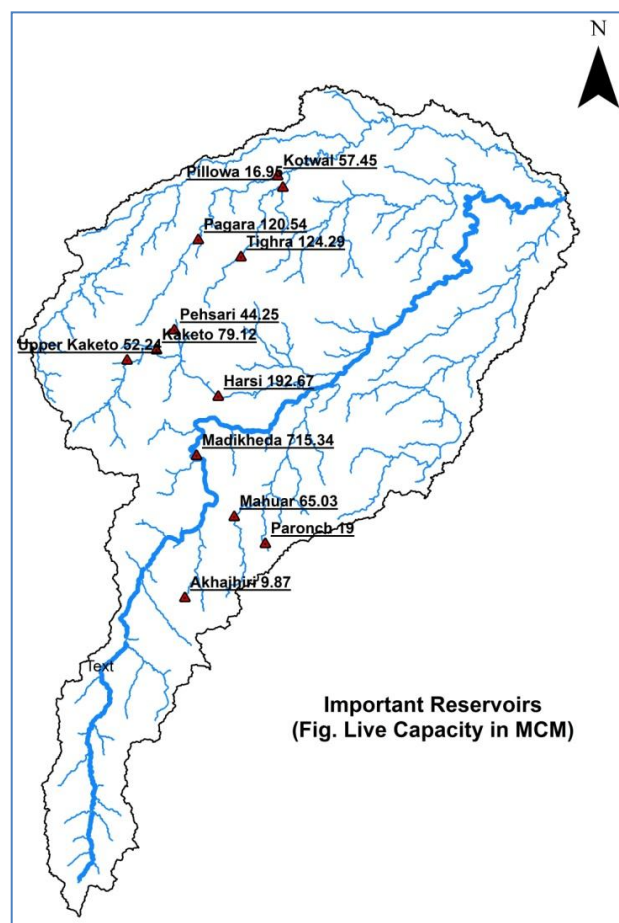 N
Kotwal 57.45
Pillowa 16.95
Pagara 120.54
Tighra 124.29
Pehsari 44.25
Kaketo 79.12
Upper Kaketo 52.24
Harsi 192.67
Madikheda 715.34
Mahuar 65.03
Paronch 19
Akhajhiri 9.87
Text
Important Reservoirs
(Fig. Live Capacity in MCM)